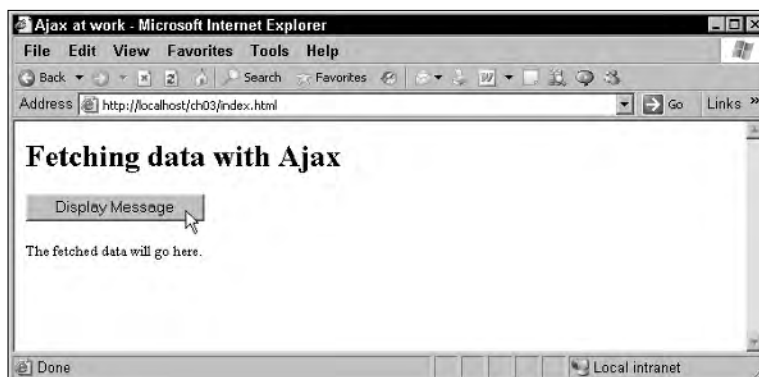 Ajax at work - Microsoft Internet Explorer
File Edit View Favorites Tools Help
Back Search Favorites
Address http://localhost/ch03/index.html Go Links »
Fetching data with Ajax
Display Message
The fetched data will go here.
Done Local intranet